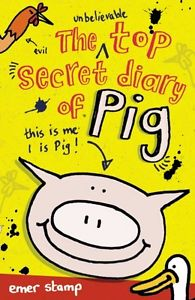 unbelievable
The top
evil
Secret diary
of Pig
this is me
I is Pig!
emer stamp